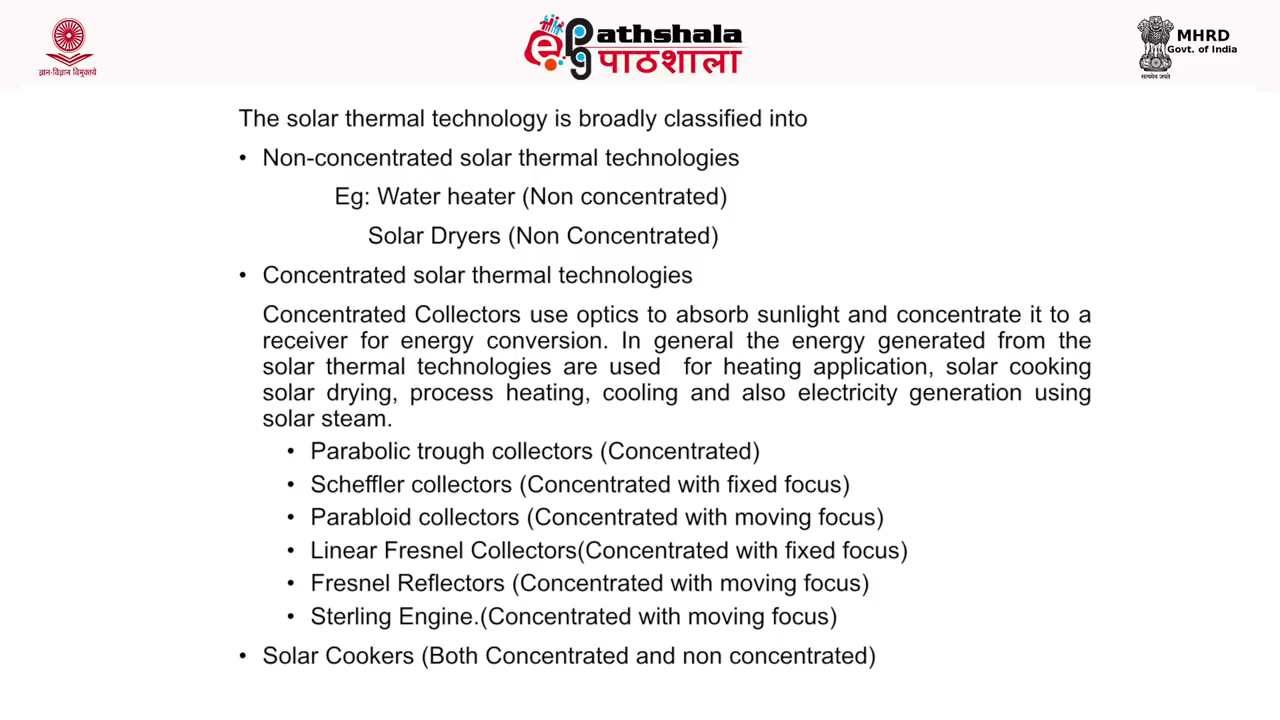 ज्ञान-विज्ञान विमुक्तये
e PG Pathshala
पाठशाला
MHRD
Govt. of India
सत्यमेव जयते
The solar thermal technology is broadly classified into
• Non-concentrated solar thermal technologies
Eg: Water heater (Non concentrated)
Solar Dryers (Non Concentrated)
• Concentrated solar thermal technologies
Concentrated Collectors use optics to absorb sunlight and concentrate it to a
receiver for energy conversion. In general the energy generated from the
solar thermal technologies are used for heating application, solar cooking
solar drying, process heating, cooling and also electricity generation using
solar steam.
• Parabolic trough collectors (Concentrated)
• Scheffler collectors (Concentrated with fixed focus)
• Parabloid collectors (Concentrated with moving focus)
• Linear Fresnel Collectors(Concentrated with fixed focus)
• Fresnel Reflectors (Concentrated with moving focus)
• Sterling Engine.(Concentrated with moving focus)
• Solar Cookers (Both Concentrated and non concentrated)